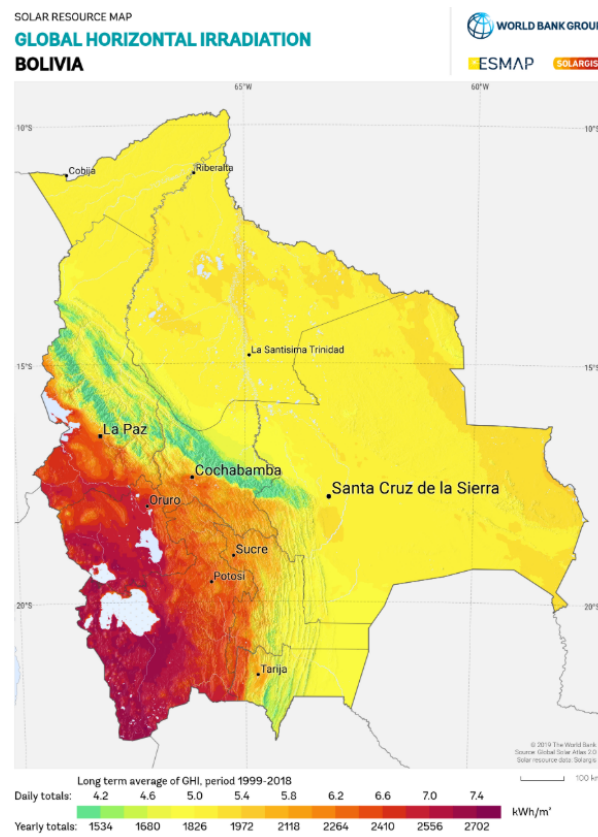 SOLAR RESOURCE MAP
GLOBAL HORIZONTAL IRRADIATION
BOLIVIA
WORLD BANK GROUP
ESMAP
SOLARGIS
65°W
60°W
10°S
10°S
Cobija
Riberalta
La Santisima Trinidad
15°S
15°S
La Paz
Cochabamba
Santa Cruz de la Sierra
Oruro
Sucre
Potosí
20°S
20°S
Tarija
© 2019 The World Bank
Source: Global Solar Atlas 2.0
Solar resource data: Solargis
Long term average of GHI, period 1999-2018
100 km
Daily totals: 4.2 4.6 5.0 5.4 5.8 6.2 6.6 7.0 7.4
kWh/m²
Yearly totals: 1534 1680 1826 1972 2118 2264 2410 2556 2702